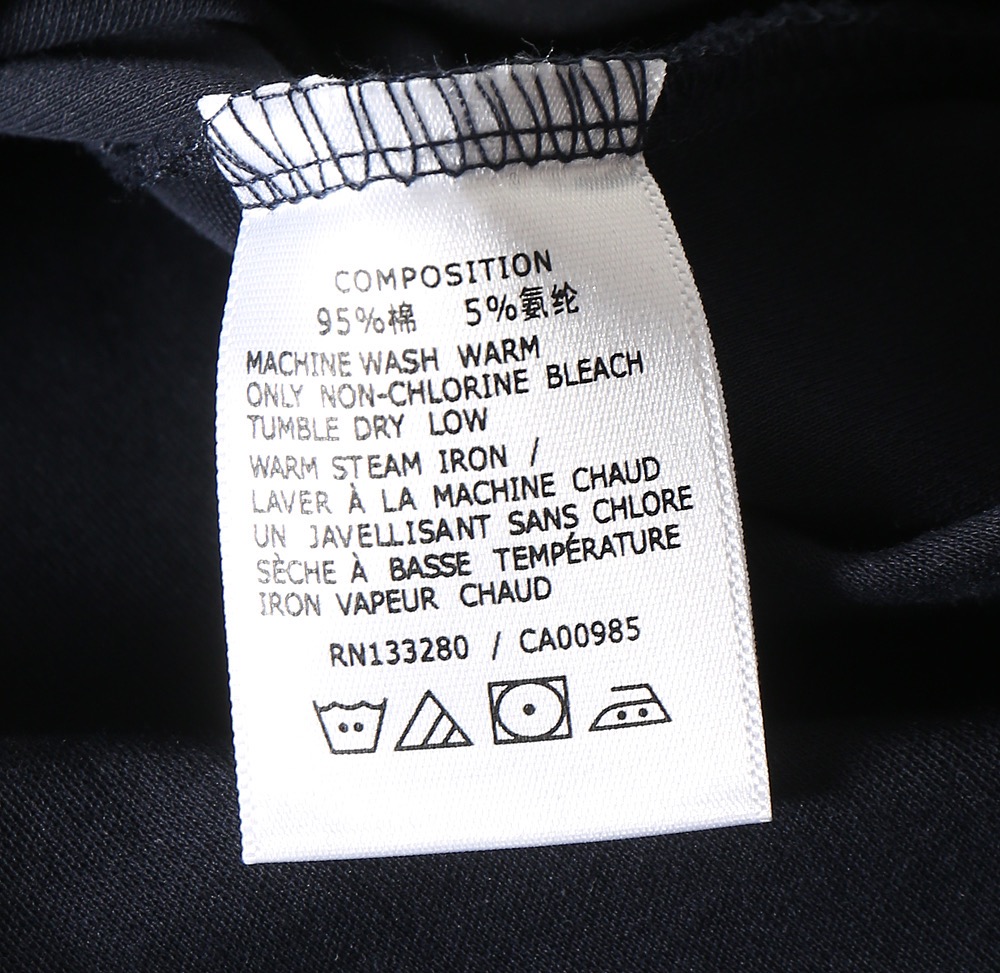 COMPOSITION
95%棉 5%氨纶
MACHINE WASH WARM
ONLY NON-CHLORINE BLEACH
TUMBLE DRY LOW
WARM STEAM IRON /
LAVER À LA MACHINE CHAUD
UN JAVELLISANT SANS CHLORE
SÈCHE À BASSE TEMPÉRATURE
IRON VAPEUR CHAUD
RN133280 / CA00985